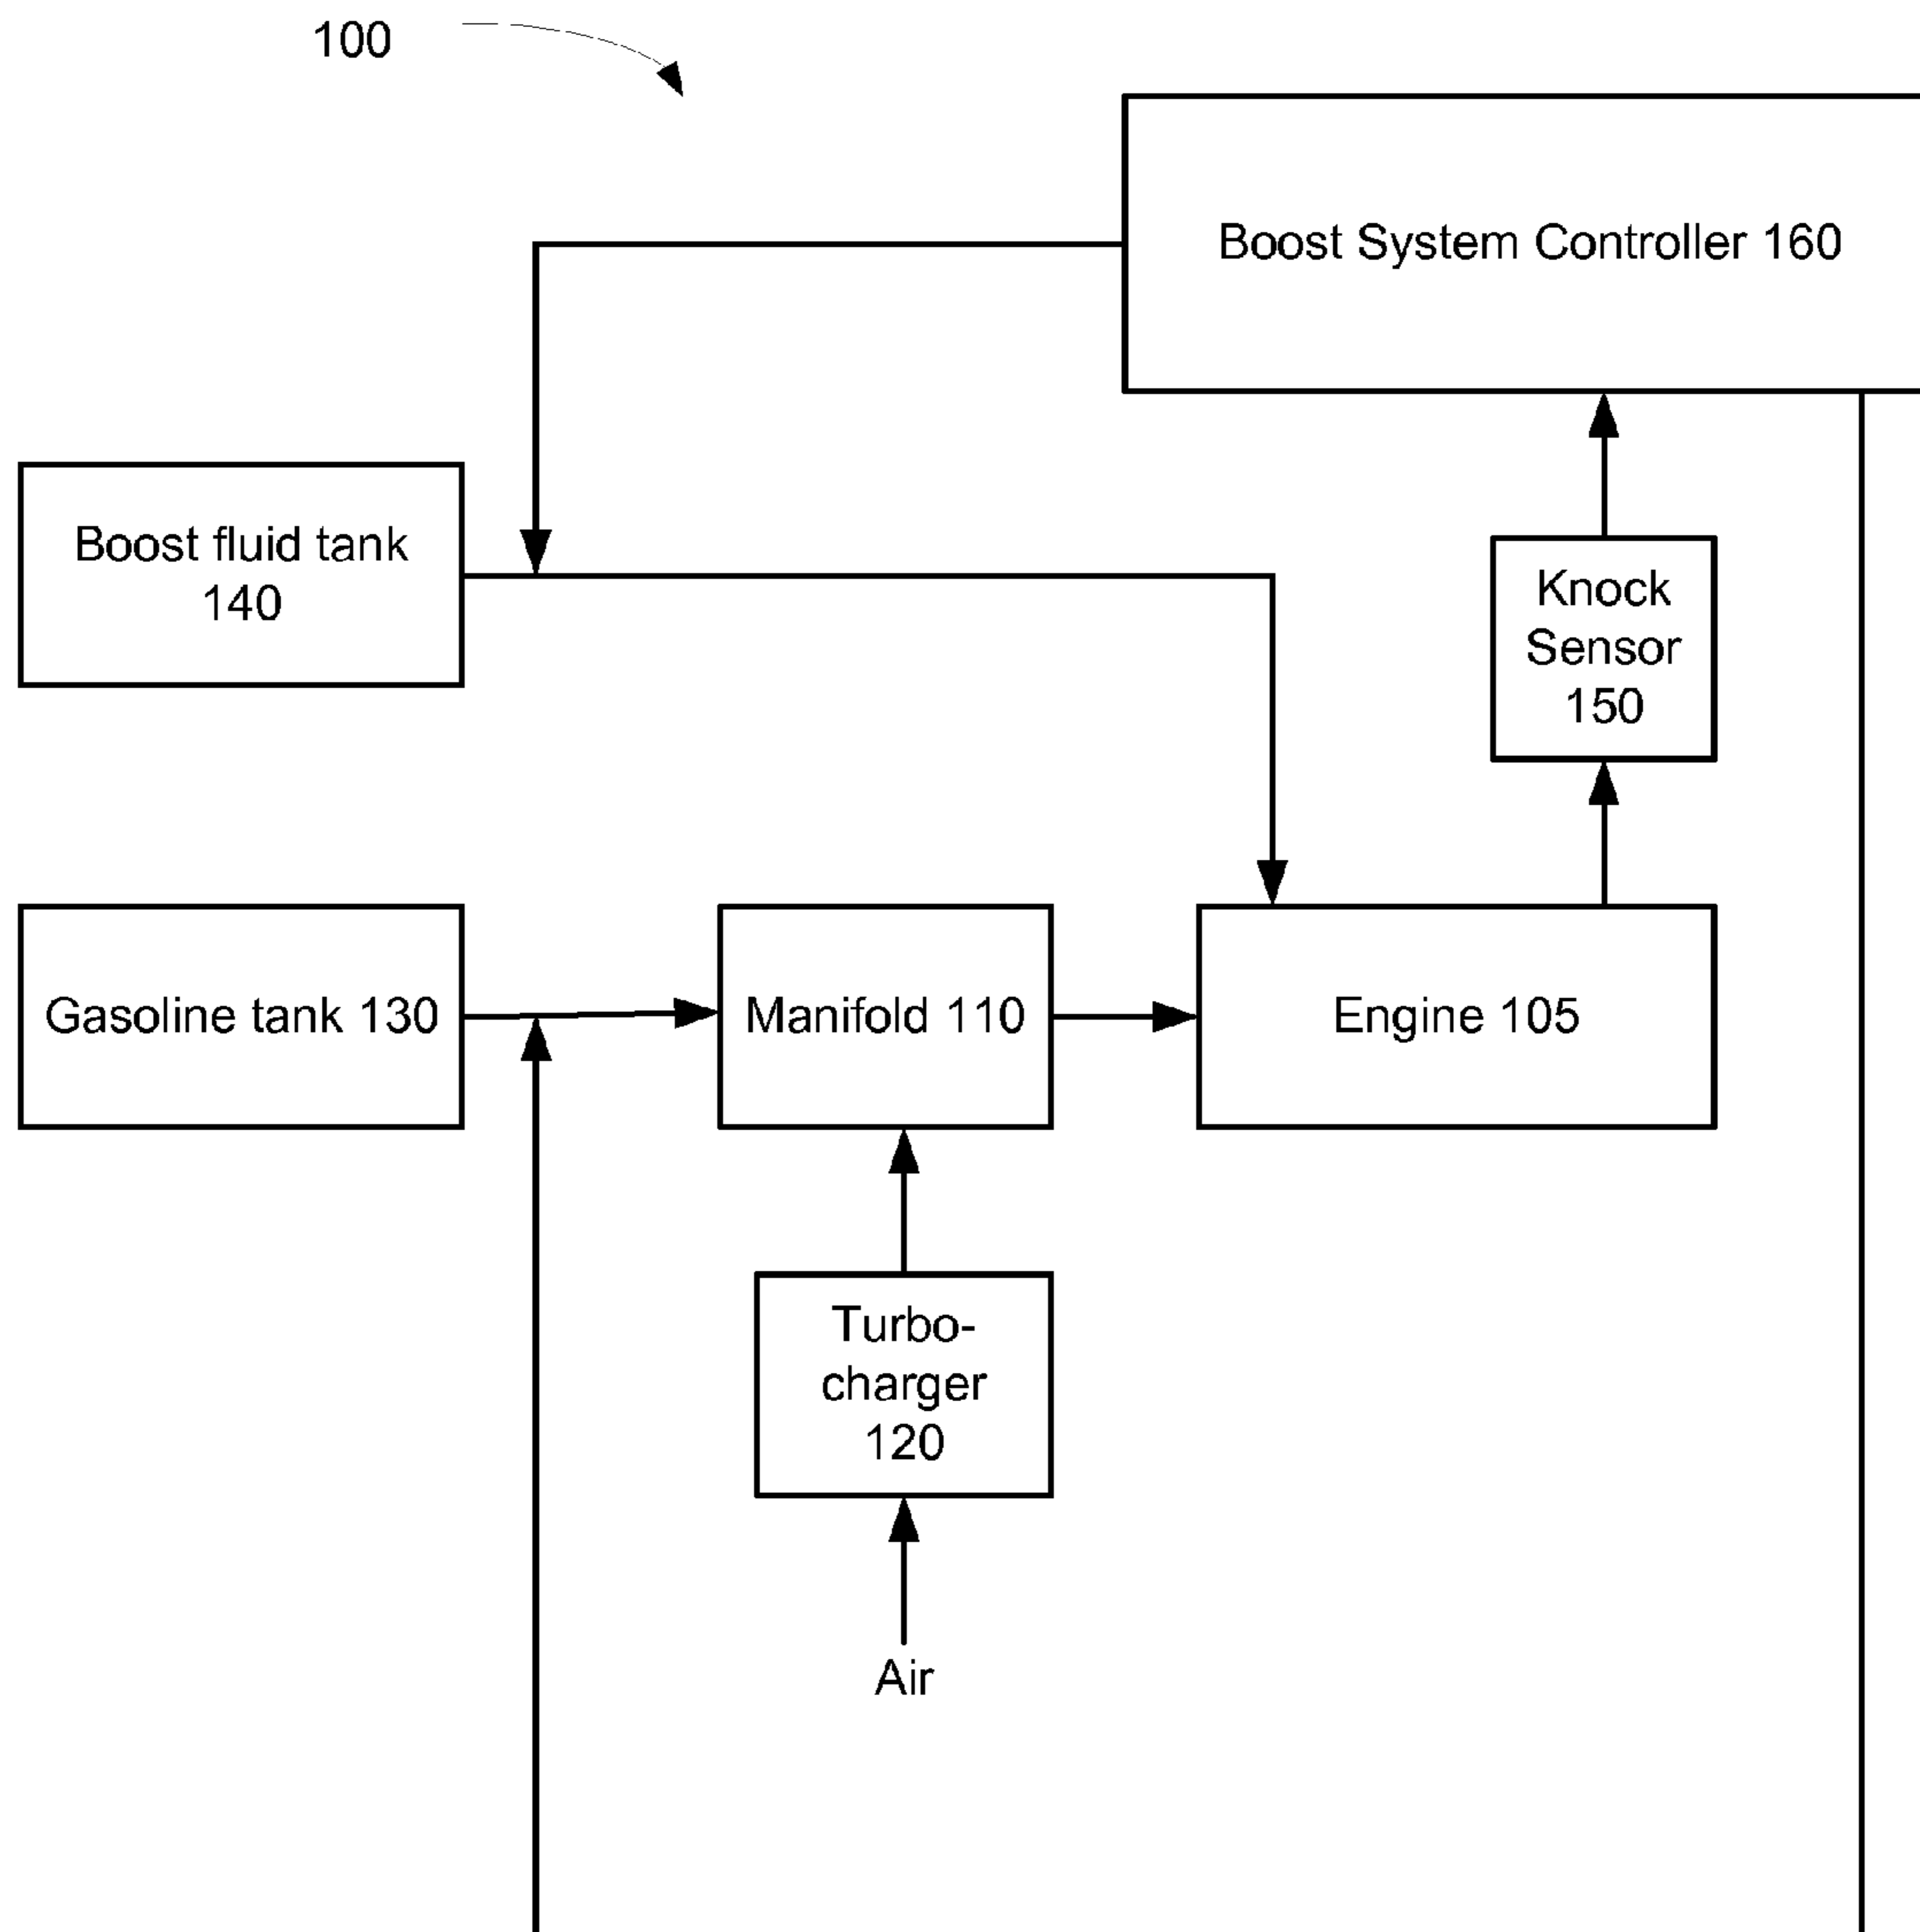 100
Boost System Controller 160
Boost fluid tank
140
Knock
Sensor
150
Gasoline tank 130
Manifold 110
Engine 105
Turbo-
charger
120
Air